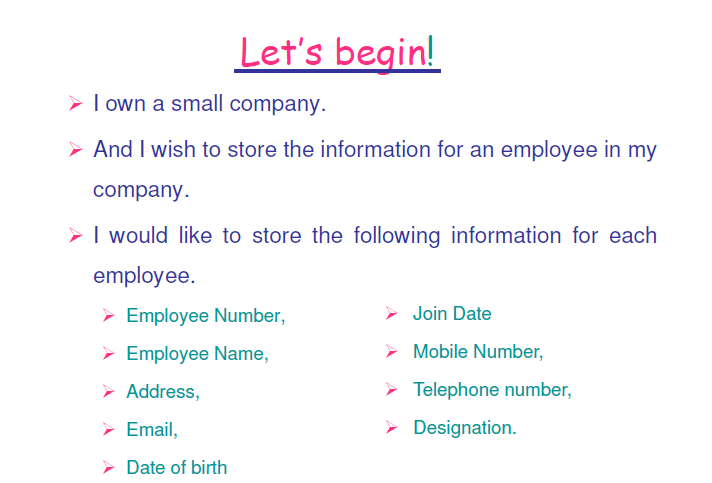 Let's begin!
I own a small company.
And I wish to store the information for an employee in my
company.
I would like to store the following information for each
employee.
Employee Number,
Employee Name,
Address,
Email,
Date of birth
Join Date
Mobile Number,
Telephone number,
Designation.